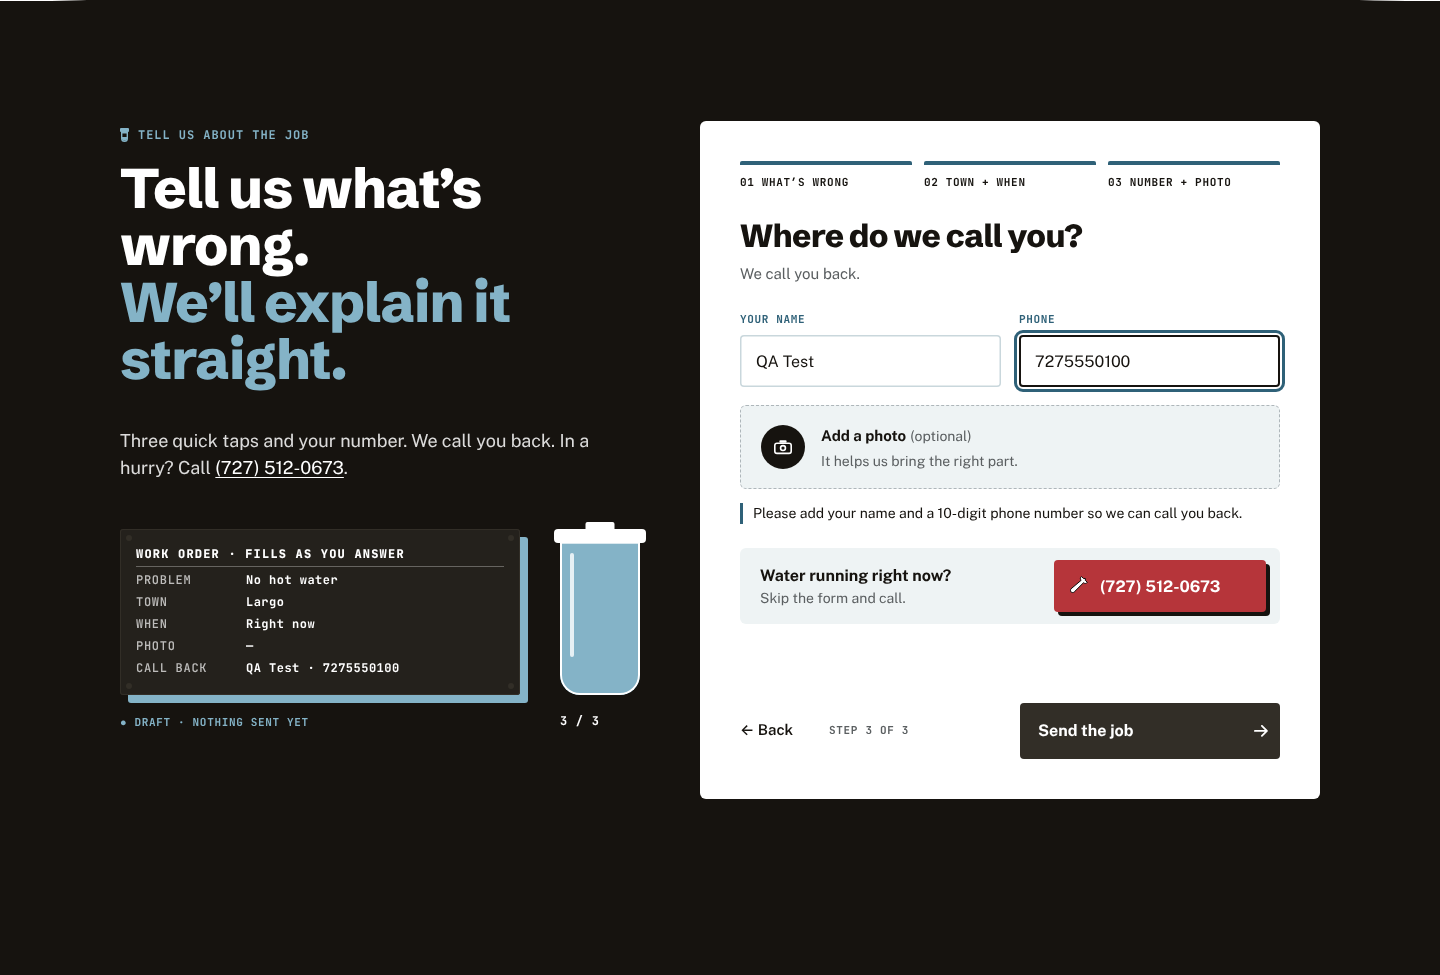 TELL US ABOUT THE JOB
Tell us what’s
wrong.
We’ll explain it
straight.
Three quick taps and your number. We call you back. In a
hurry? Call (727) 512-0673.
WORK ORDER · FILLS AS YOU ANSWER
PROBLEM No hot water
TOWN Largo
WHEN Right now
PHOTO —
CALL BACK QA Test · 7275550100
● DRAFT · NOTHING SENT YET
3 / 3
01 WHAT’S WRONG
02 TOWN + WHEN
03 NUMBER + PHOTO
Where do we call you?
We call you back.
YOUR NAME
QA Test
PHONE
7275550100
Add a photo (optional)
It helps us bring the right part.
Please add your name and a 10-digit phone number so we can call you back.
Water running right now?
Skip the form and call.
(727) 512-0673
← Back
STEP 3 OF 3
Send the job →